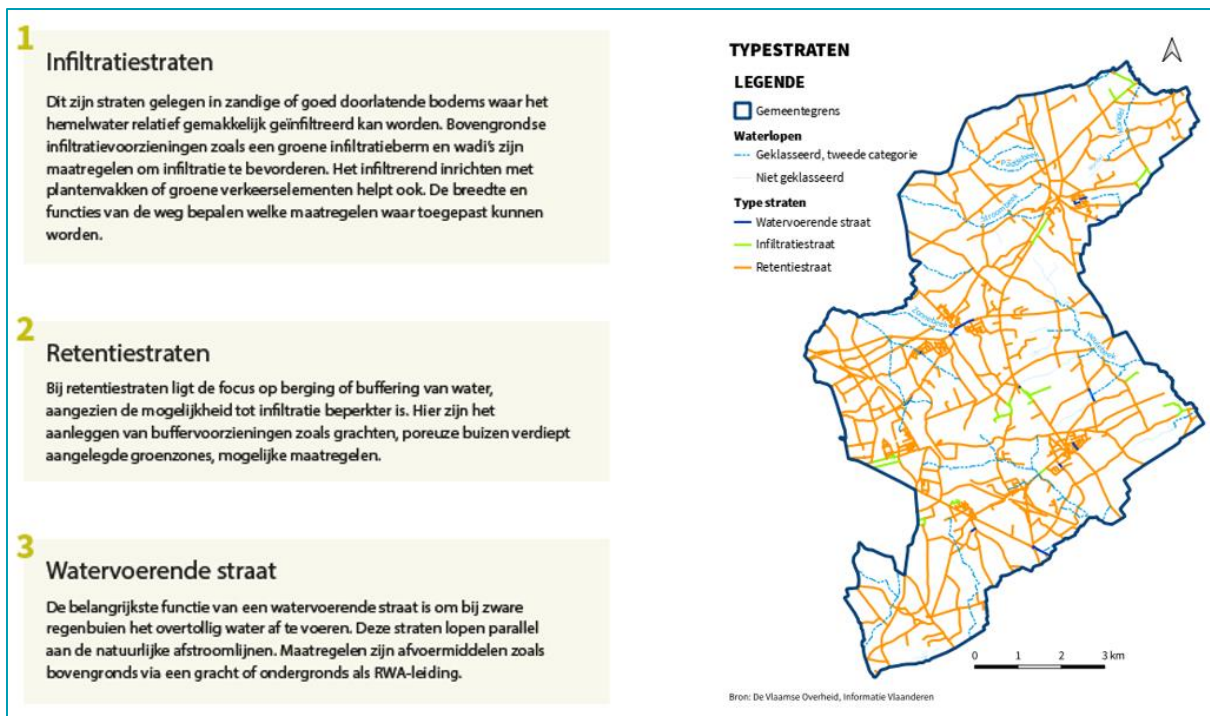 1
Infiltratiestraten
Dit zijn straten gelegen in zandige of goed doorlatende bodems waar het
hemelwater relatief gemakkelijk geïnfiltreerd kan worden. Bovengrondse
infiltratievoorzieningen zoals een groene infiltratieberm en wadi's zijn
maatregelen om infiltratie te bevorderen. Het infiltrerend inrichten met
plantenvakken of groene verkeerselementen helpt ook. De breedte en
functies van de weg bepalen welke maatregelen waar toegepast kunnen
worden.
2
Retentiestraten
Bij retentiestraten ligt de focus op berging of buffering van water,
aangezien de mogelijkheid tot infiltratie beperkter is. Hier zijn het
aanleggen van buffervoorzieningen zoals grachten, poreuze buizen verdiept
aangelegde groenzones, mogelijke maatregelen.
3
Watervoerende straat
De belangrijkste functie van een watervoerende straat is om bij zware
regenbuien het overtollig water af te voeren. Deze straten lopen parallel
aan de natuurlijke afstroomlijnen. Maatregelen zijn afvoermiddelen zoals
bovengronds via een gracht of ondergronds als RWA-leiding.
TYPESTRATEN
LEGENDE
Gemeentegrens
Waterlopen
Geklasseerd, tweede categorie
Niet geklasseerd
Type straten
Watervoerende straat
Infiltratiestraat
Retentiestraat
Mandel
Stroombeek
Zonnebeek
0 1 2 3 km
Bron: De Vlaamse Overheid, Informatie Vlaanderen